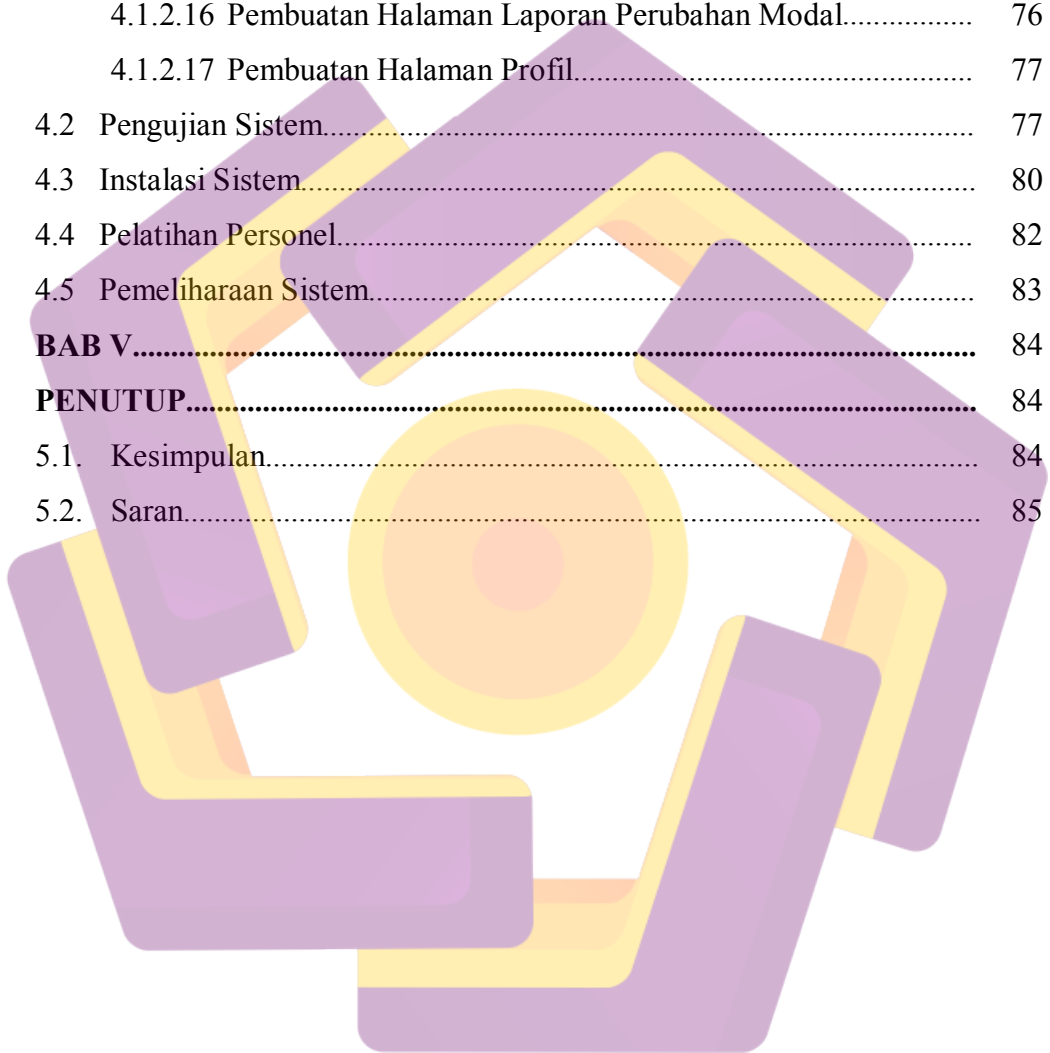 4.1.2.16 Pembuatan Halaman Laporan Perubahan Modal................. 76
4.1.2.17 Pembuatan Halaman Profil.................................................... 77
4.2 Pengujian Sistem..................................................................................... 77
4.3 Instalasi Sistem........................................................................................ 80
4.4 Pelatihan Personel................................................................................... 82
4.5 Pemeliharaan Sistem............................................................................... 83
BAB V.............................................................................................................. 84
PENUTUP....................................................................................................... 84
5.1. Kesimpulan............................................................................................. 84
5.2. Saran........................................................................................................ 85